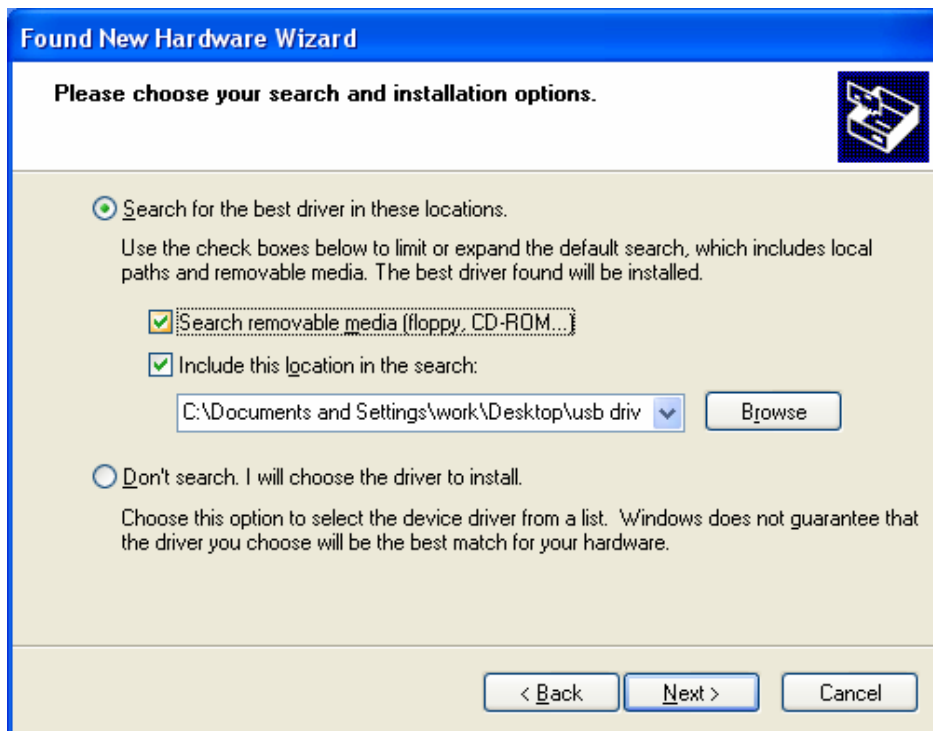 Found New Hardware Wizard
Please choose your search and installation options.
Search for the best driver in these locations.
Use the check boxes below to limit or expand the default search, which includes local
paths and removable media. The best driver found will be installed.
Search removable media (floppy, CD-ROM...)
Include this location in the search:
C:\Documents and Settings\work\Desktop\usb driv
Browse
Don't search. I will choose the driver to install.
Choose this option to select the device driver from a list. Windows does not guarantee that
the driver you choose will be the best match for your hardware.
< Back Next > Cancel